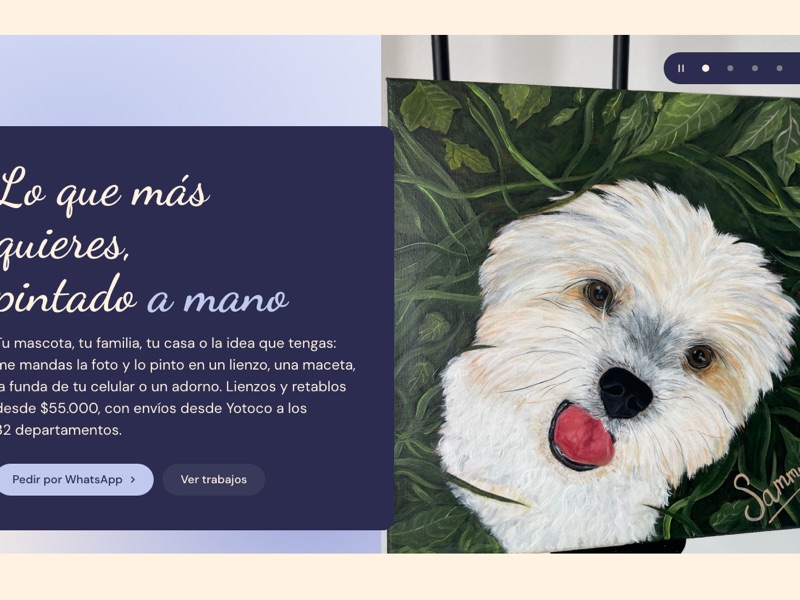 Lo que más
quieres,
pintado a mano
Tu mascota, tu familia, tu casa o la idea que tengas:
me mandas la foto y lo pinto en un lienzo, una maceta,
la funda de tu celular o un adorno. Lienzos y retablos
desde $55.000, con envíos desde Yotoco a los
32 departamentos.
Pedir por WhatsApp
Ver trabajos